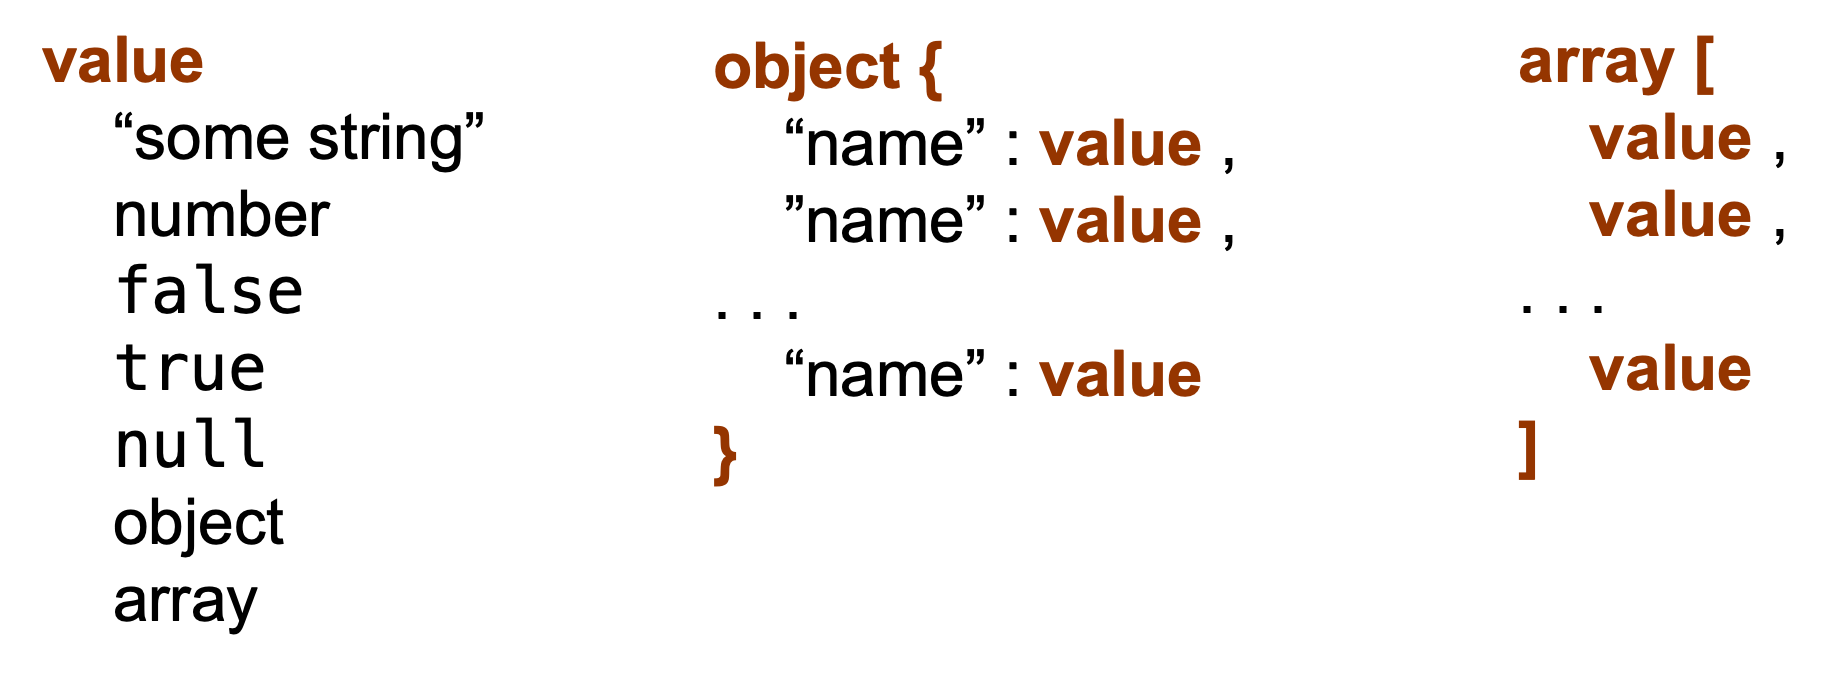 value
“some string”
number
false
true
null
object
array
object {
“name” : value ,
”name” : value ,
. . .
“name” : value
}
array [
value ,
value ,
. . .
value
]